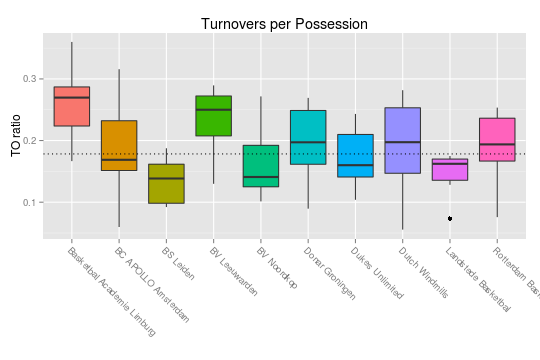 Turnovers per Possession
TO ratio
0.3
0.2
0.1
Basketbal Academie Limburg
BC APOLLO Amsterdam
BS Leiden
BV Leeuwarden
BV Noordkop
Donar Groningen
Dukes Unlimited
Dutch Windmills
Landstede Basketbal
Rotterdam Bas